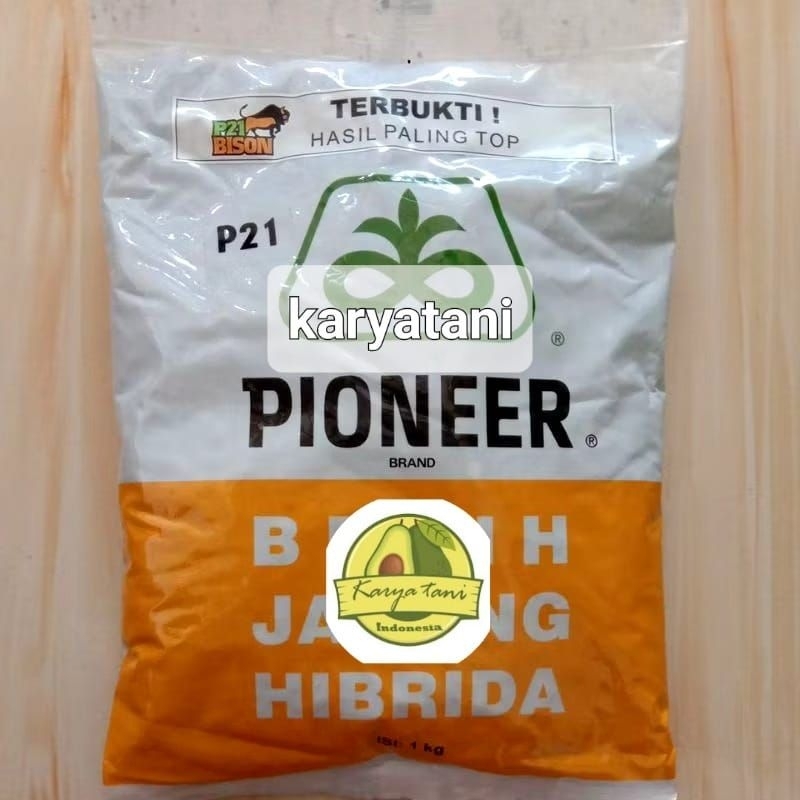 TERBUKTI !
HASIL PALING TOP
P21
BISON
P21
karyatani
®
PIONEER ®
BRAND
Karya tani
Indonesia
HIBRIDA
ISI: 1 kg